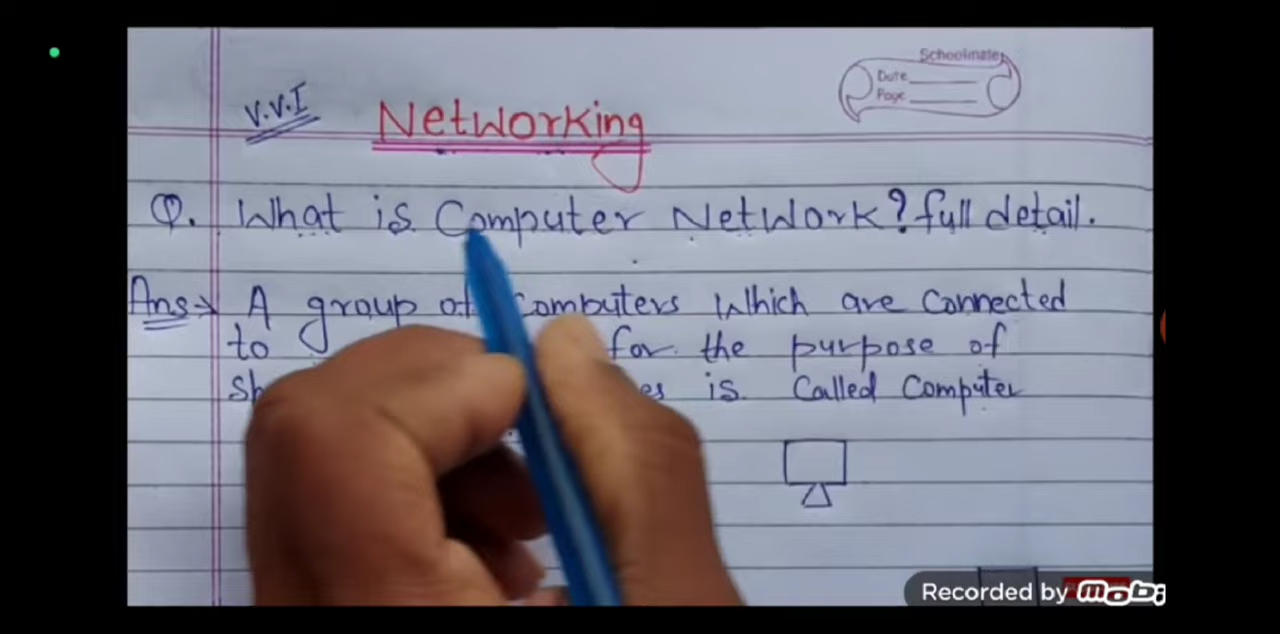 Schoolmate
Date
Page
V.V.I
Networking
Q. What is Computer Network? full detail.
Ans→ A group of Computers Which are Connected
to for the purpose of
is Called Computer
Recorded by mobi